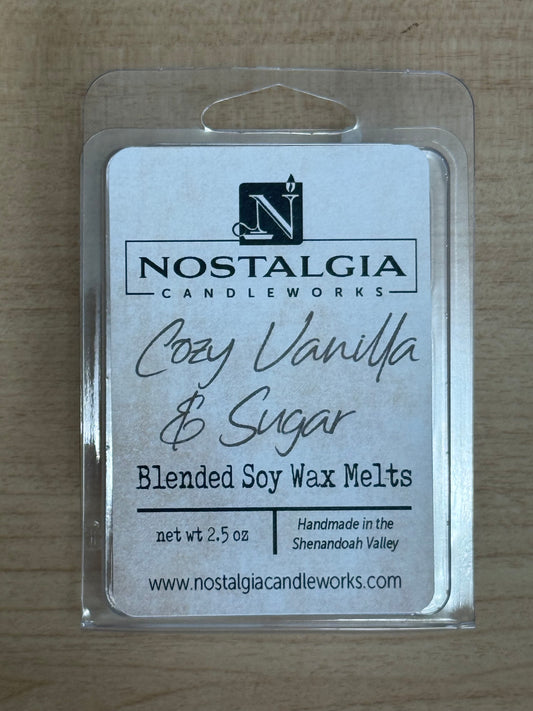 N
NOSTALGIA
CANDLEWORKS
Cozy Vanilla
& Sugar
Blended Soy Wax Melts
net wt 2.5 oz
Handmade in the
Shenandoah Valley
www.nostalgiacandleworks.com